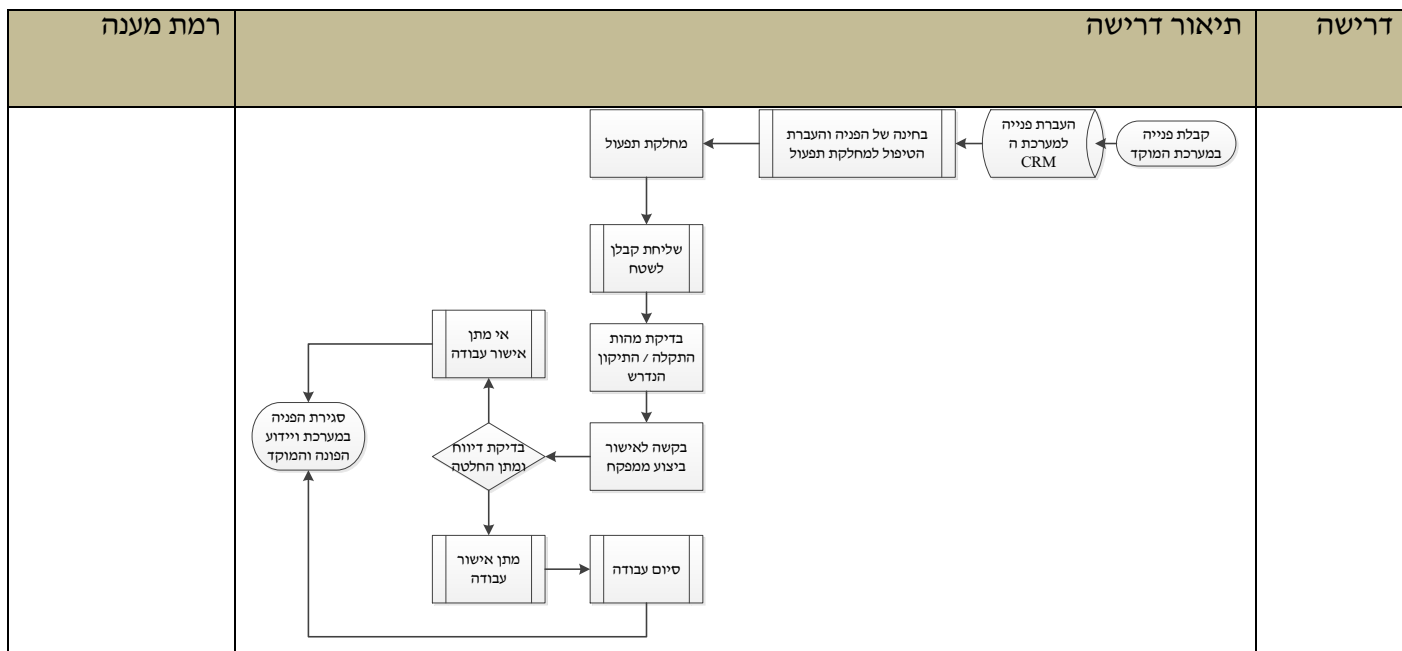 דרישה
תיאור דרישה
רמת מענה
קבלת פנייה
במערכת המוקד
העברת פנייה
למערכת ה
CRM
בחינה של הפניה והעברת
הטיפול למחלקת תפעול
מחלקת תפעול
שליחת קבלן
לשטח
בדיקת מהות
התקלה / התיקון
הנדרש
בקשה לאישור
ביצוע ממפקח
בדיקת דיווח
ומתן החלטה
אי מתן
אישור עבודה
מתן אישור
עבודה
סיום עבודה
סגירת הפניה
במערכת ויידוע
הפונה והמוקד